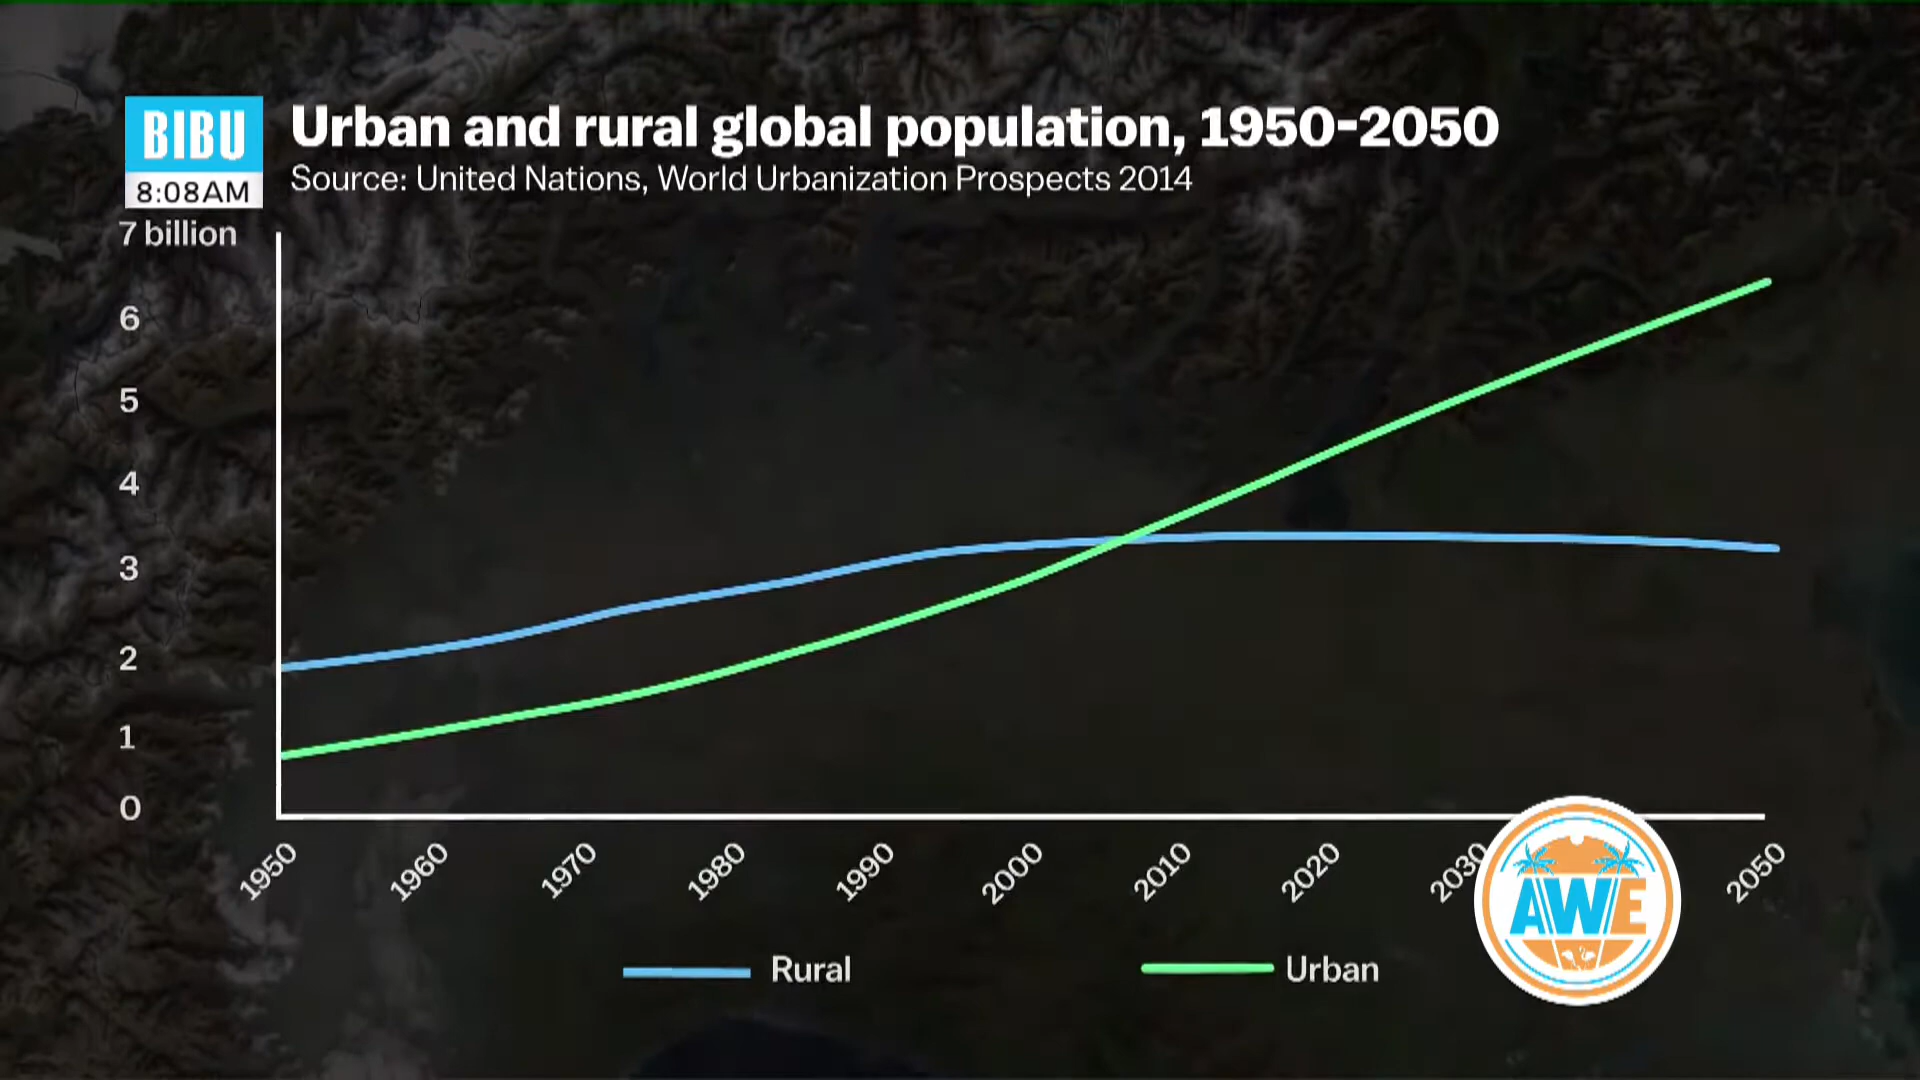 BIBU
8:08AM
Urban and rural global population, 1950-2050
Source: United Nations, World Urbanization Prospects 2014
7 billion
6
5
4
3
2
1
0
1950
1960
1970
1980
1990
2000
2010
2020
2030
2050
Rural
Urban
AWE